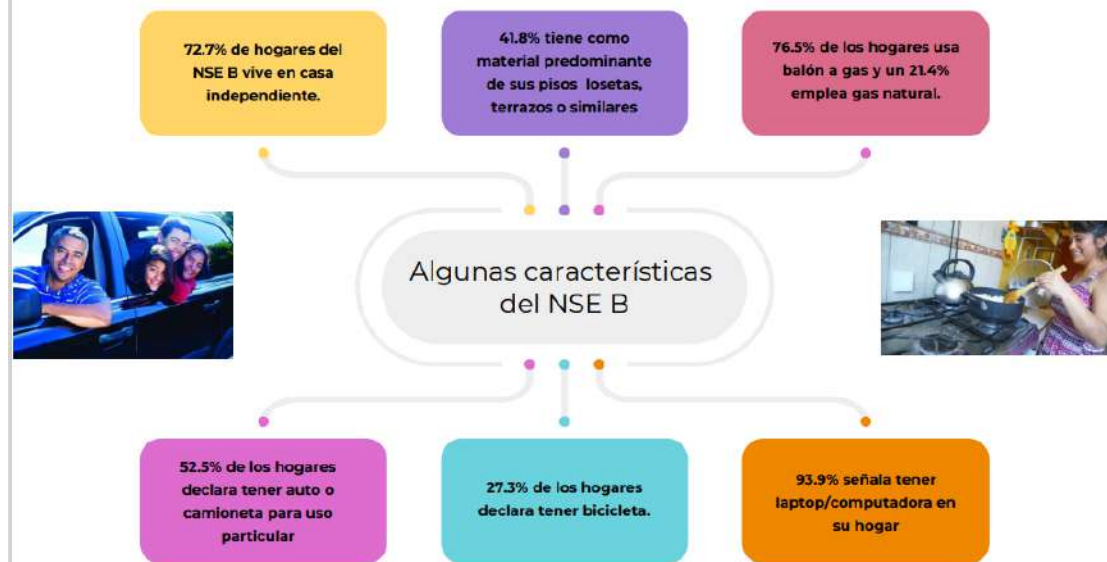 72.7% de hogares del
NSE B vive en casa
independiente.
41.8% tiene como
material predominante
de sus pisos losetas,
terrazos o similares
76.5% de los hogares usa
balón a gas y un 21.4%
emplea gas natural.
Algunas características
del NSE B
52.5% de los hogares
declara tener auto o
camioneta para uso
particular
27.3% de los hogares
declara tener bicicleta.
93.9% señala tener
laptop/computadora en
su hogar